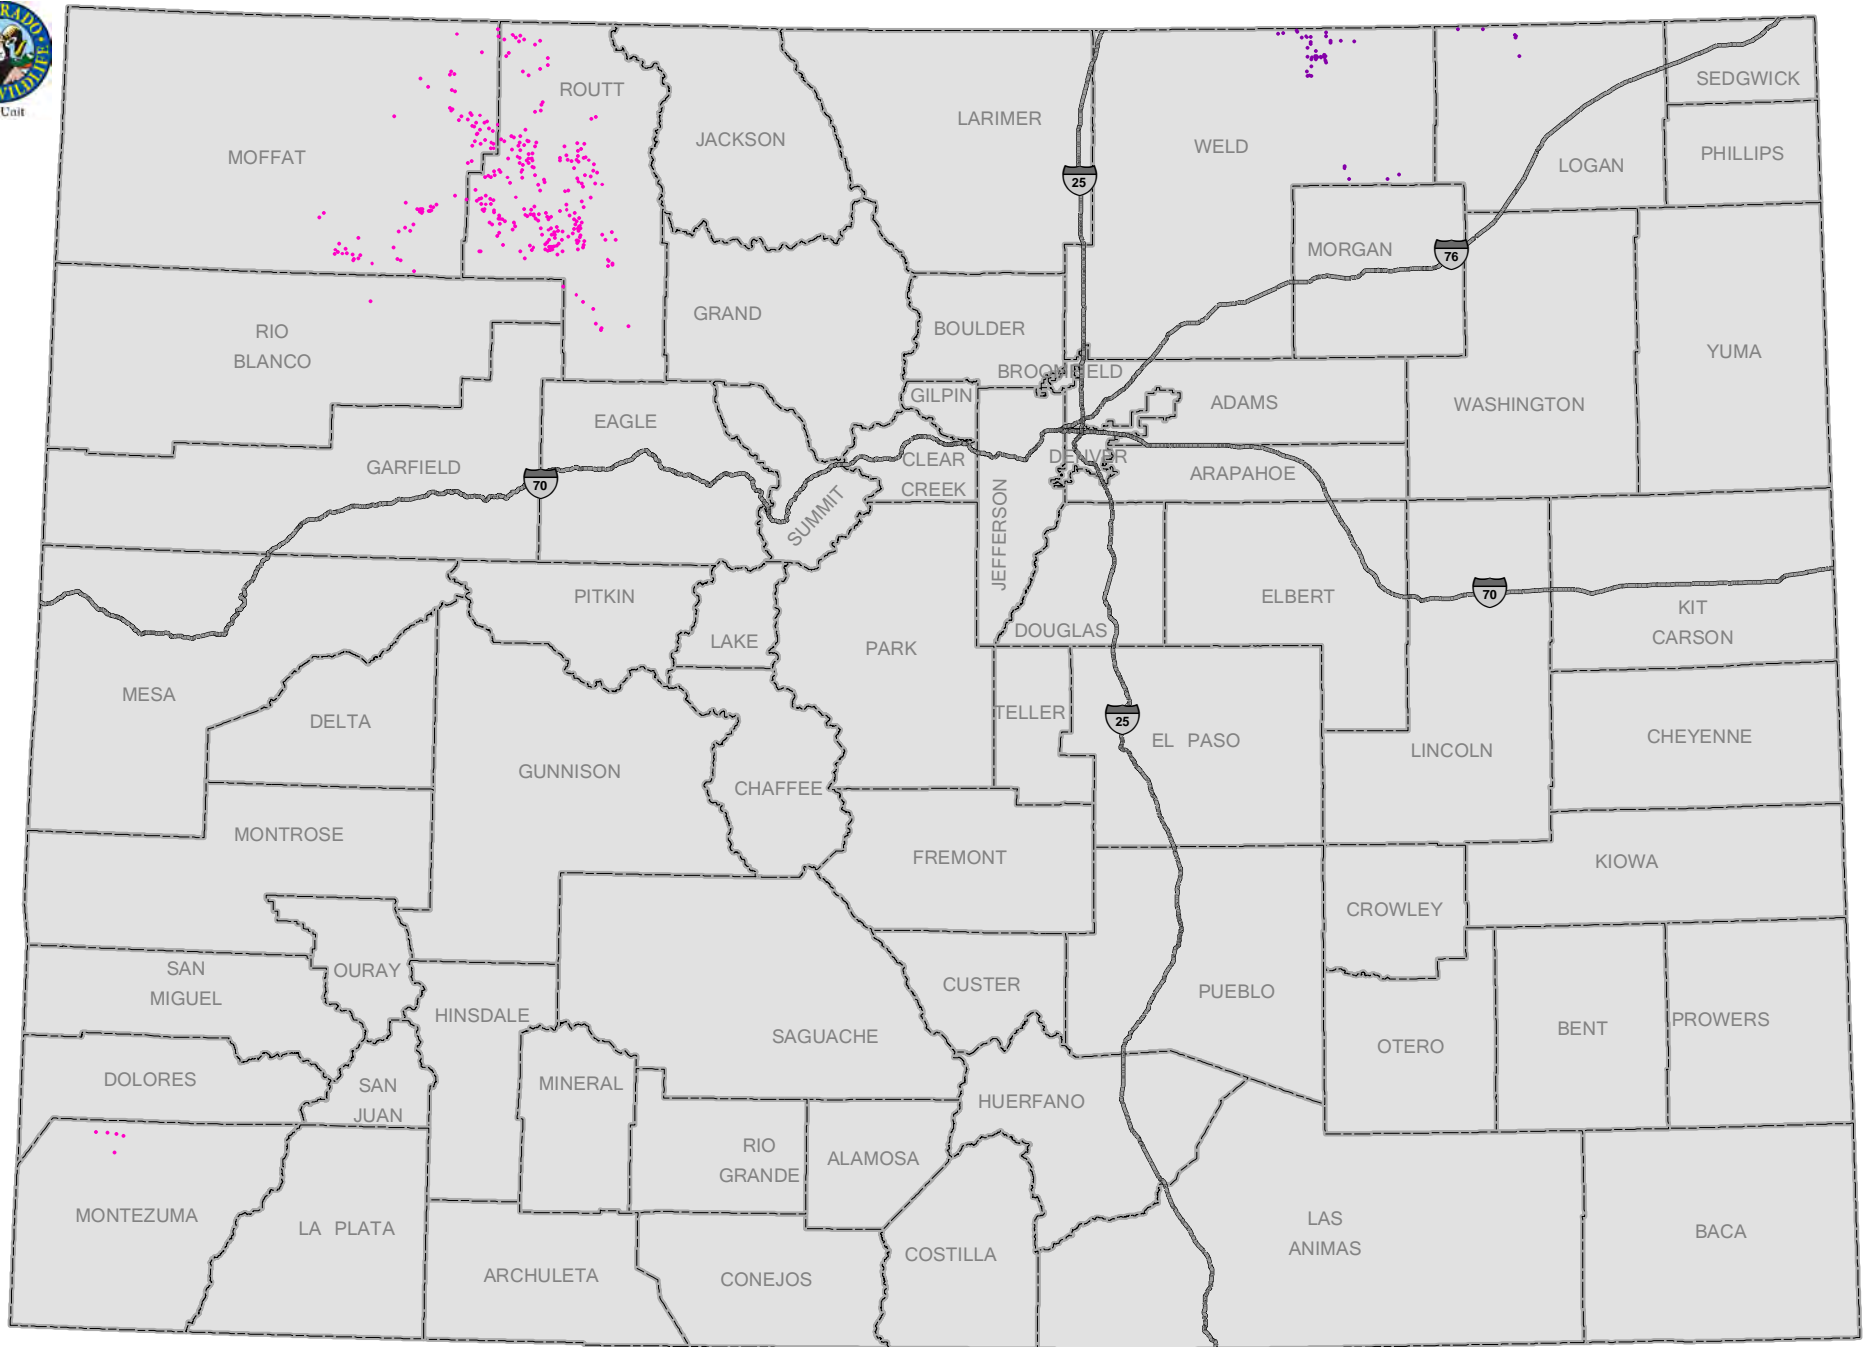 RADO
WILDLIFE
Unit
ROUTT
SEDGWICK
LARIMER
JACKSON
WELD
MOFFAT
LOGAN
PHILLIPS
25
MORGAN
76
GRAND
BOULDER
RIO
BLANCO
YUMA
BROOMFIELD
GILPIN
EAGLE
ADAMS
WASHINGTON
GARFIELD
CLEAR
CREEK
DENVER
ARAPAHOE
70
SUMMIT
JEFFERSON
PITKIN
ELBERT
70
KIT
CARSON
LAKE
DOUGLAS
PARK
MESA
DELTA
TELLER
25
EL PASO
LINCOLN
CHEYENNE
GUNNISON
CHAFFEE
MONTROSE
FREMONT
KIOWA
CROWLEY
SAN
MIGUEL
OURAY
CUSTER
PUEBLO
HINSDALE
SAGUACHE
BENT
PROWERS
OTERO
DOLORES
SAN
JUAN
MINERAL
HUERFANO
RIO
GRANDE
ALAMOSA
MONTEZUMA
LA PLATA
LAS
ANIMAS
BACA
COSTILLA
ARCHULETA
CONEJOS